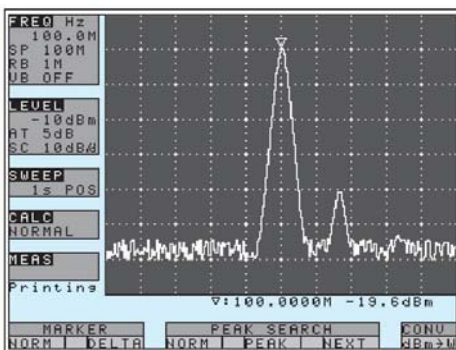 FREQ Hz
100.0M
SP 100M
RB 1M
VB OFF
LEVEL
-10dBm
AT 5dB
SC 10dB/d
SWEEP
1s POS
CALC
NORMAL
MEAS
Printing
▽:100.0000M -19.6dBm
MARKER PEAK SEARCH CONV
NORM DELTA NORM PEAK NEXT dBm→W